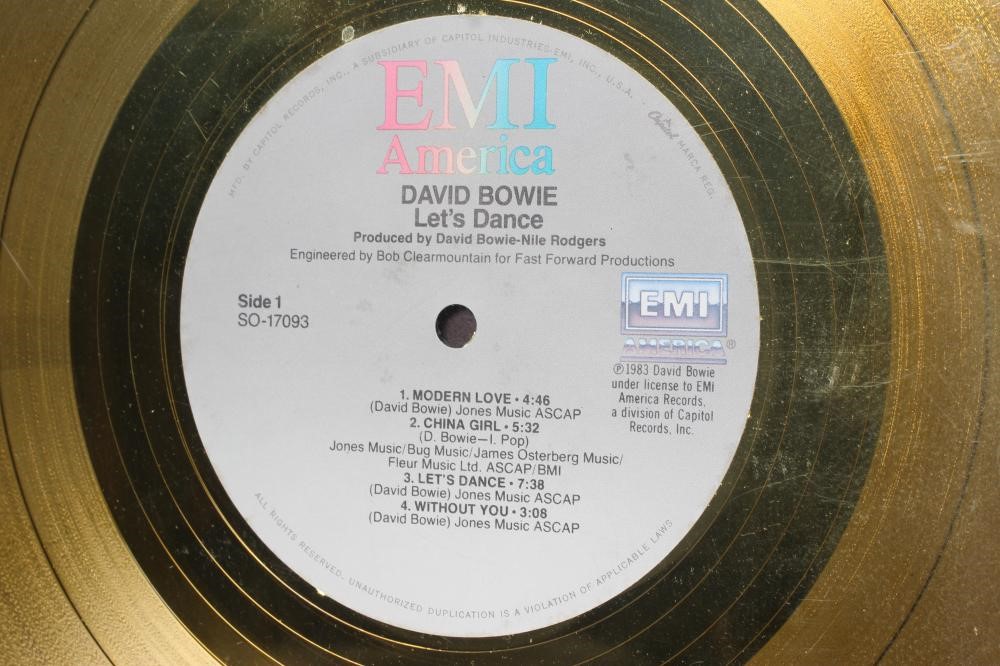 MFD. BY CAPITOL RECORDS, INC., A SUBSIDIARY OF CAPITOL INDUSTRIES-EMI, INC., U.S.A. · Capitol MARCA REG.
EMI
America
DAVID BOWIE
Let's Dance
Produced by David Bowie-Nile Rodgers
Engineered by Bob Clearmountain for Fast Forward Productions
Side 1
SO-17093
EMI
AMERICA ®
℗ 1983 David Bowie
under license to EMI
America Records,
a division of Capitol
Records, Inc.
1. MODERN LOVE • 4:46
(David Bowie) Jones Music ASCAP
2. CHINA GIRL • 5:32
(D. Bowie—I. Pop)
Jones Music/Bug Music/James Osterberg Music/
Fleur Music Ltd. ASCAP/BMI
3. LET'S DANCE • 7:38
(David Bowie) Jones Music ASCAP
4. WITHOUT YOU • 3:08
(David Bowie) Jones Music ASCAP
ALL RIGHTS RESERVED. UNAUTHORIZED DUPLICATION IS A VIOLATION OF APPLICABLE LAWS